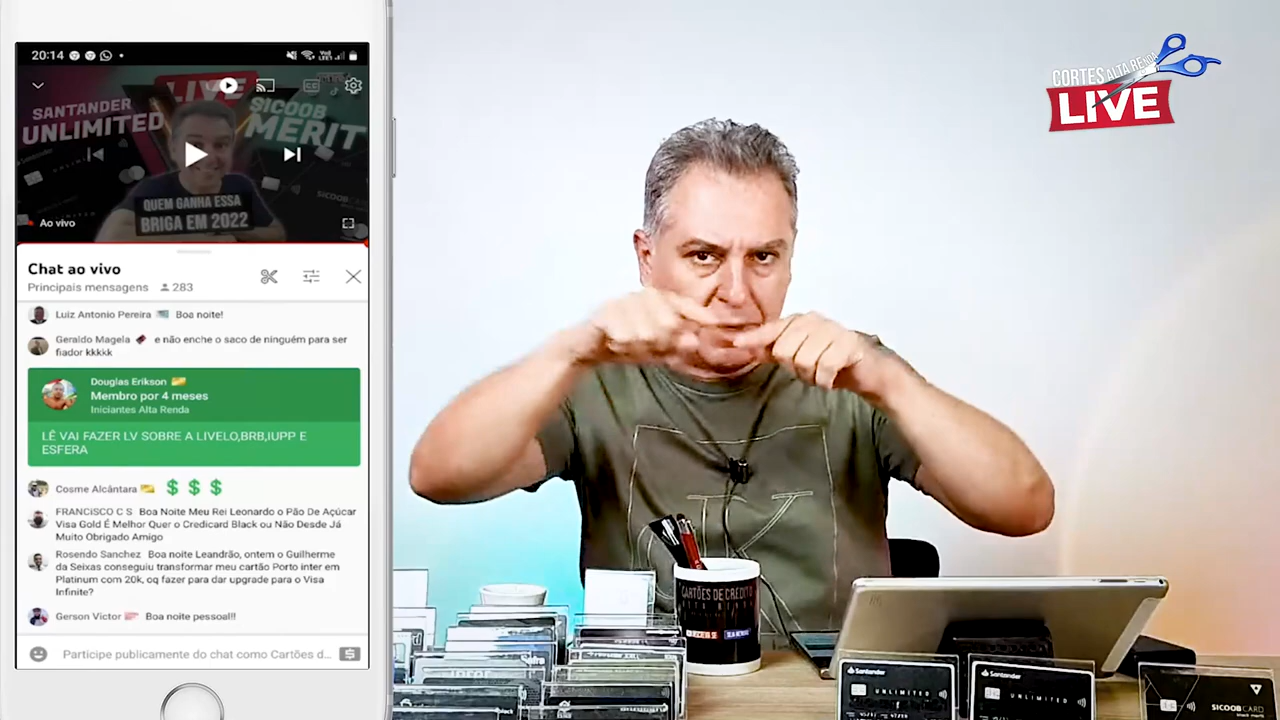 20:14
SANTANDER
UNLIMITED
LIVE
SICOOB
MERIT
QUEM GANHA ESSA
BRIGA EM 2022
Ao vivo
Chat ao vivo
Principais mensagens 283
Luiz Antonio Pereira Boa noite!
Geraldo Magela e não enche o saco de ninguém para ser
fiador kkkkk
Douglas Erikson
Membro por 4 meses
Iniciantes Alta Renda
LÊ VAI FAZER LV SOBRE A LIVELO,BRB,IUPP E
ESFERA
Cosme Alcântara $ $ $
FRANCiSCO C S Boa Noite Meu Rei Leonardo o Pão De Açúcar
Visa Gold É Melhor Quer o Credicard Black ou Não Desde Já
Muito Obrigado Amigo
Rosendo Sanchez Boa noite Leandrão, ontem o Guilherme
da Seixas conseguiu transformar meu cartão Porto inter em
Platinum com 20k, oq fazer para dar upgrade para o Visa
Infinite?
Gerson Victor Boa noite pessoal!!!
Participe publicamente do chat como Cartões d...
CORTES ALTA RENDA
LIVE
CARTÕES DE CRÉDITO
ALTA RENDA
Santander
UNLIMITED
Santander
UNLIMITED
SICOOBCARD